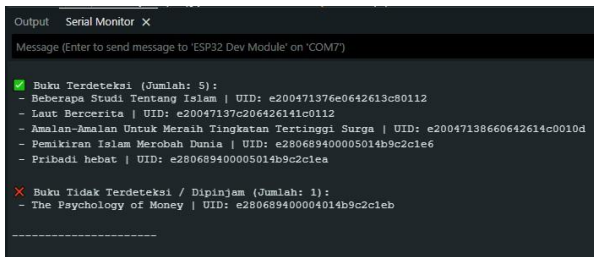 Output Serial Monitor ×
Message (Enter to send message to 'ESP32 Dev Module' on 'COM7')
✅ Buku Terdeteksi (Jumlah: 5):
- Beberapa Studi Tentang Islam | UID: e200471376e0642613c80112
- Laut Bercerita | UID: e20047137c206426141c0112
- Amalan-Amalan Untuk Meraih Tingkatan Tertinggi Surga | UID: e20047138660642614c0010d
- Pemikiran Islam Merobah Dunia | UID: e280689400005014b9c2c1e6
- Pribadi hebat | UID: e280689400005014b9c2c1ea
❌ Buku Tidak Terdeteksi / Dipinjam (Jumlah: 1):
- The Psychology of Money | UID: e280689400004014b9c2c1eb
----------------------